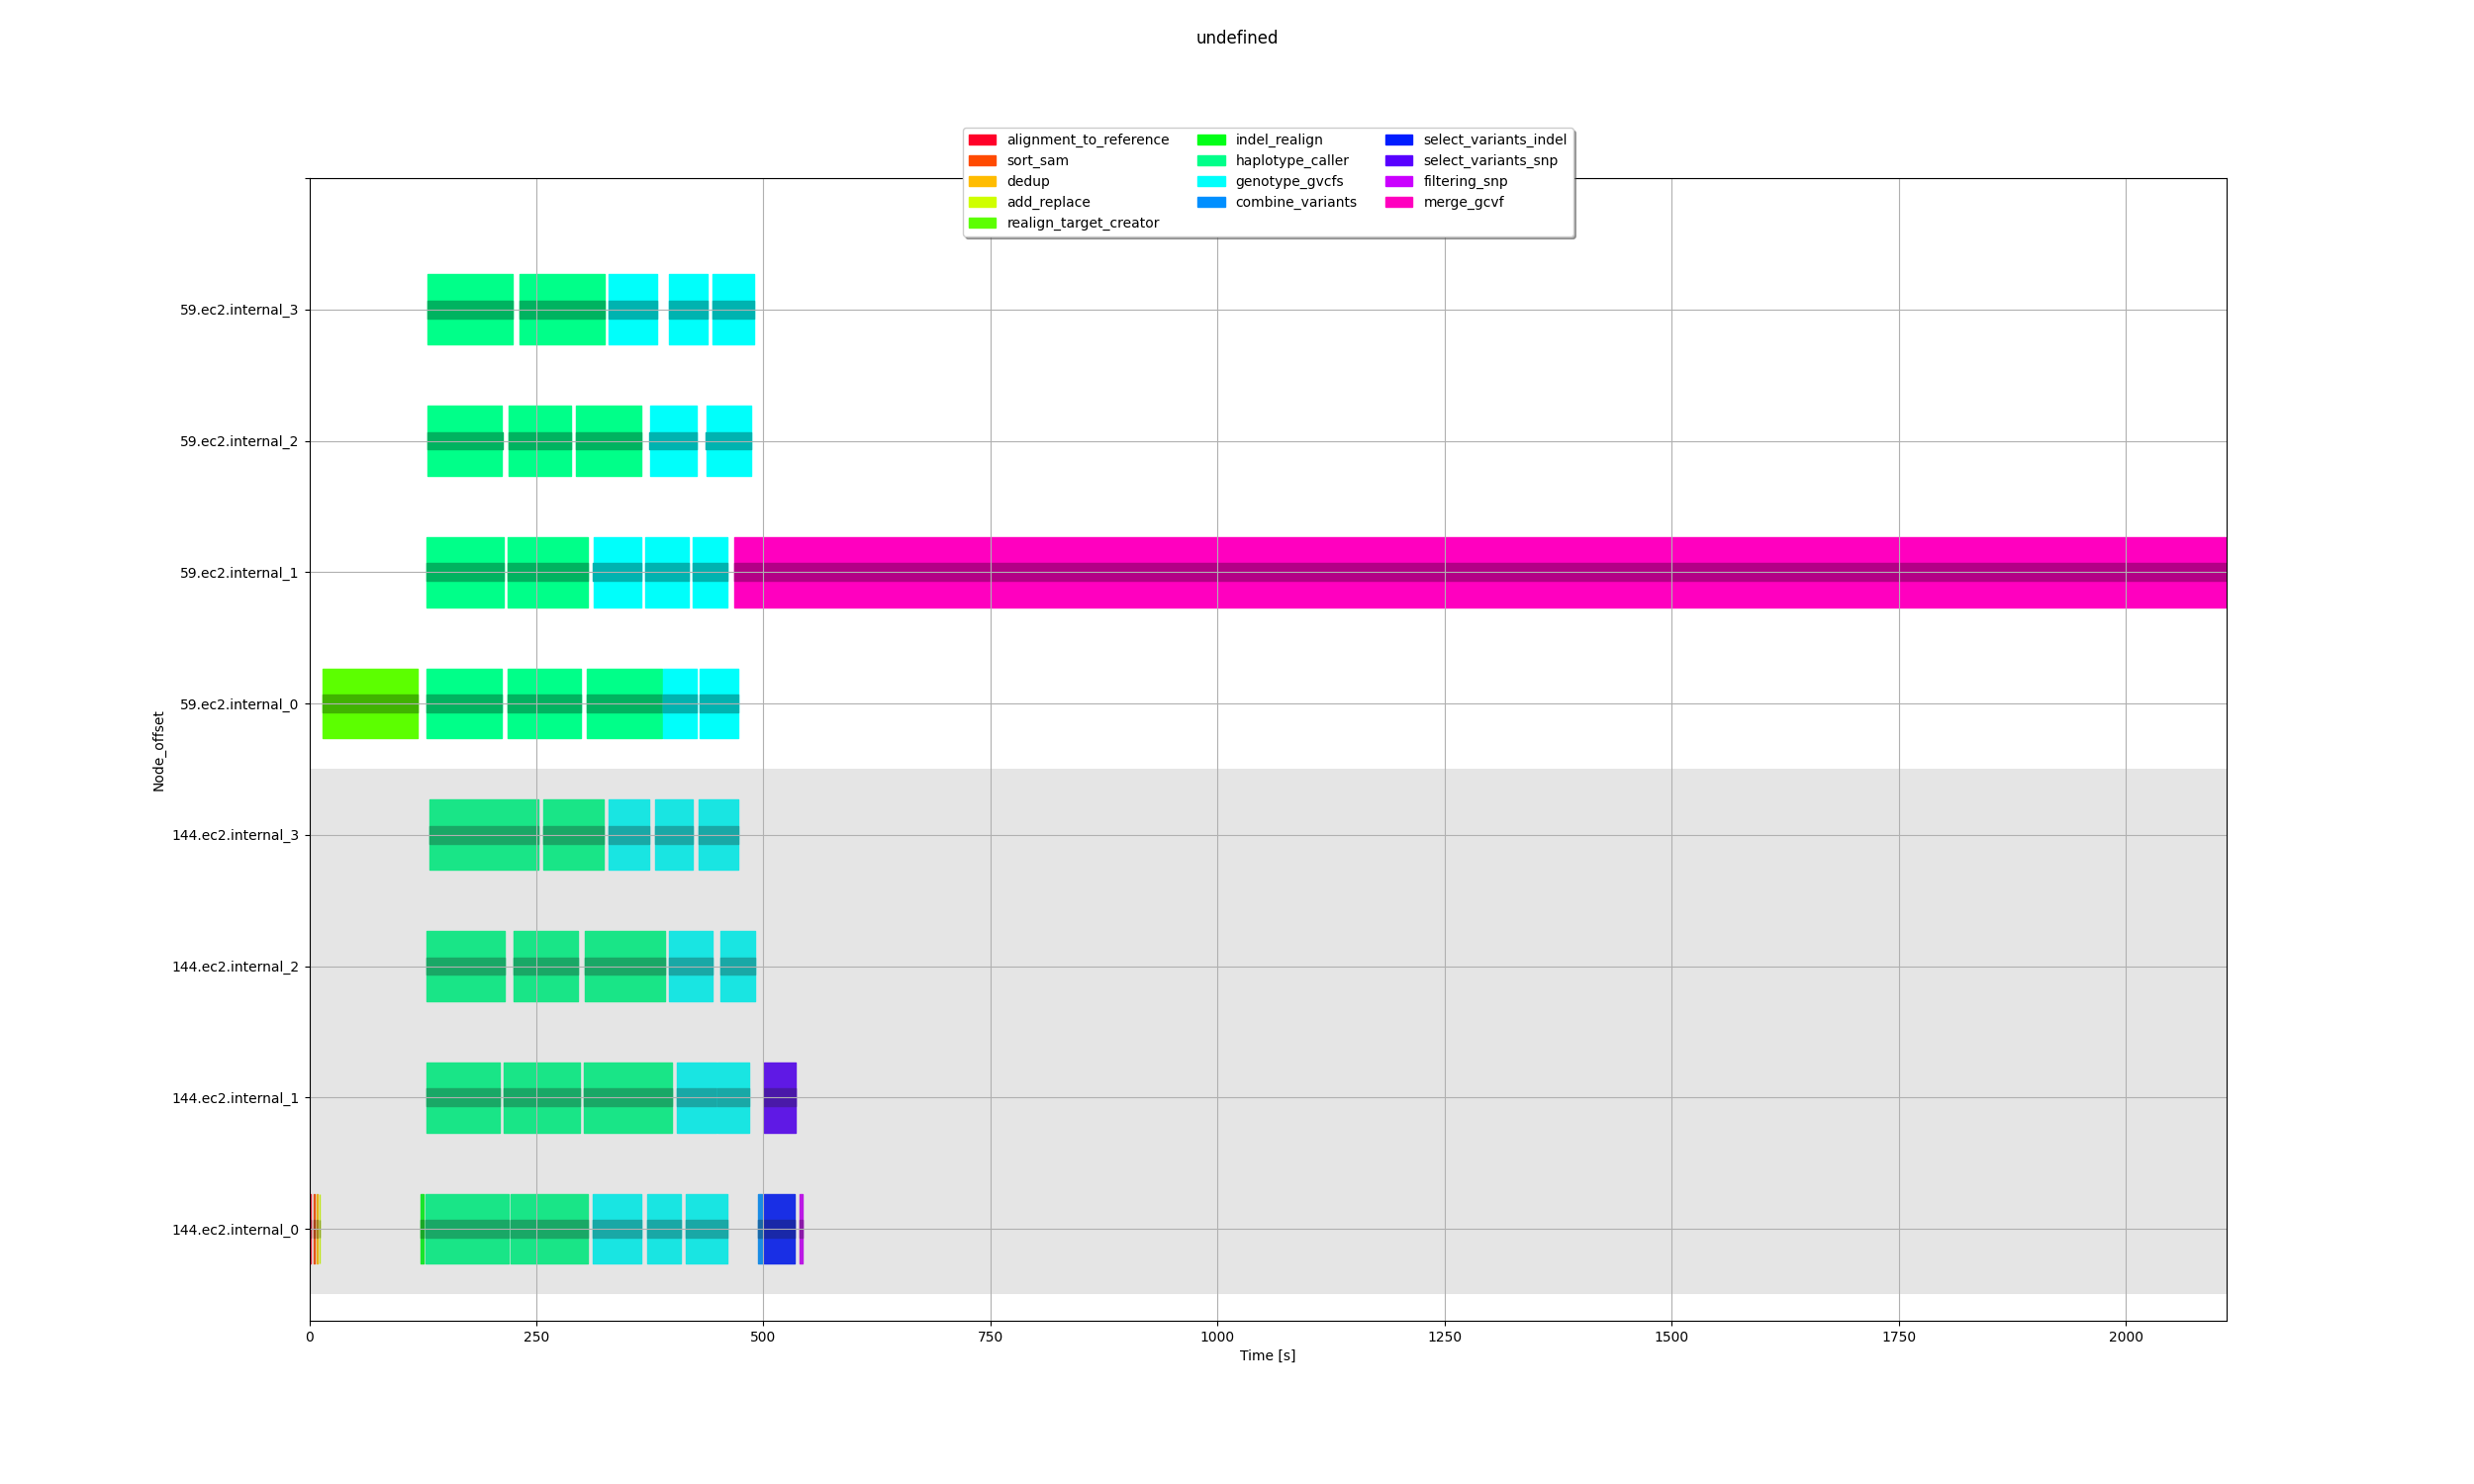 undefined
alignment_to_reference
sort_sam
dedup
add_replace
realign_target_creator
indel_realign
haplotype_caller
genotype_gvcfs
combine_variants
select_variants_indel
select_variants_snp
filtering_snp
merge_gcvf
Node_offset
59.ec2.internal_3
59.ec2.internal_2
59.ec2.internal_1
59.ec2.internal_0
144.ec2.internal_3
144.ec2.internal_2
144.ec2.internal_1
144.ec2.internal_0
0 250 500 750 1000 1250 1500 1750 2000
Time [s]